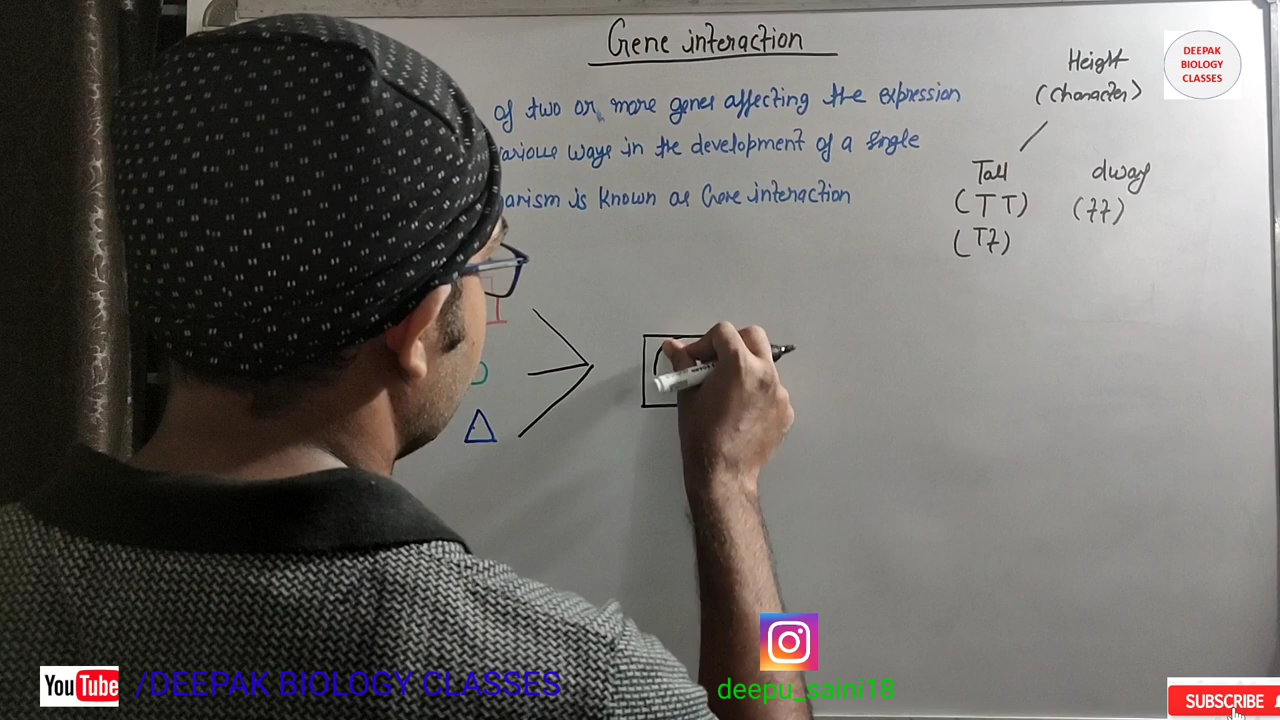 Gene interaction
of two or more genes affecting the expression
various ways in the development of a single
is known as Gene interaction
Height
(character)
Tall
(TT)
(Tt)
dwarf
(tt)
DEEPAK
BIOLOGY
CLASSES
YouTube /DEEPAK BIOLOGY CLASSES
deepu_saini18
SUBSCRIBE